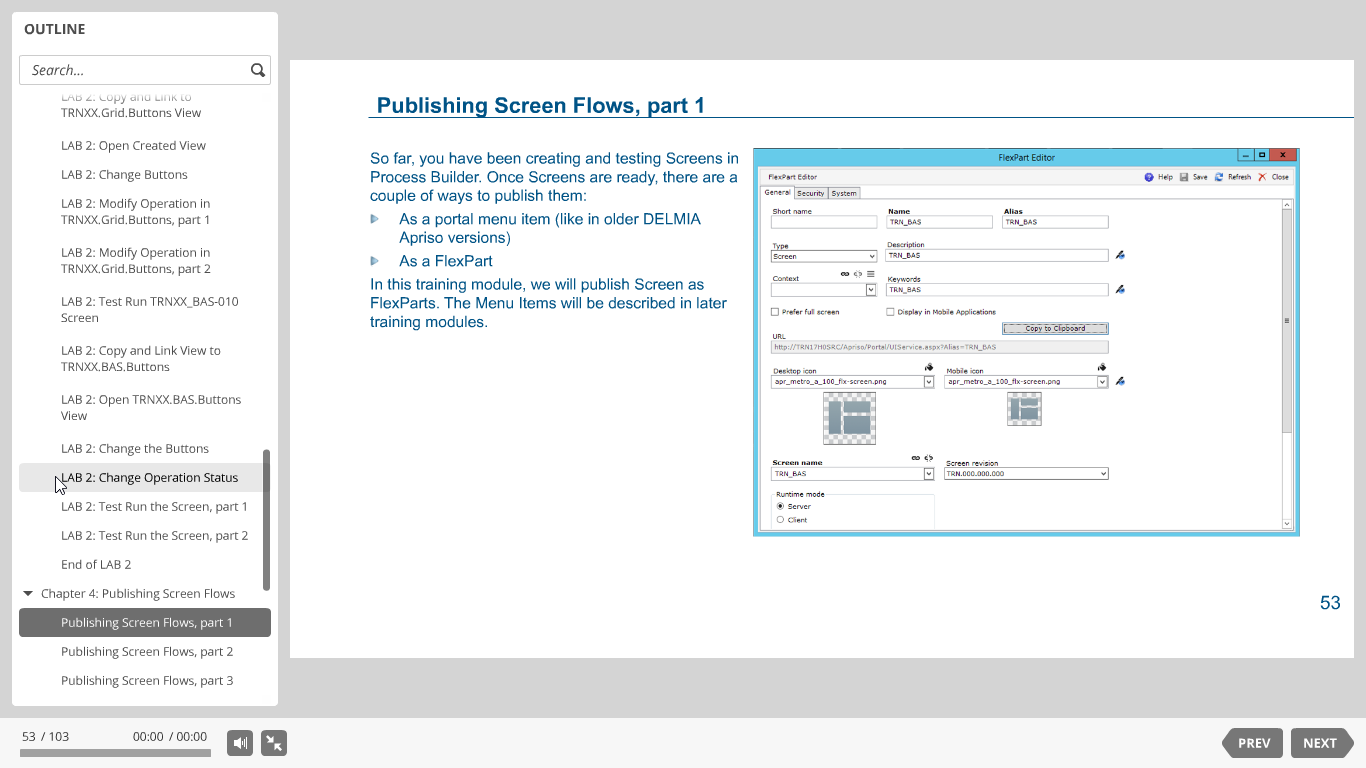 OUTLINE
Search...
LAB 2: Copy and Link to
TRNXX.Grid.Buttons View
LAB 2: Open Created View
LAB 2: Change Buttons
LAB 2: Modify Operation in
TRNXX.Grid.Buttons, part 1
LAB 2: Modify Operation in
TRNXX.Grid.Buttons, part 2
LAB 2: Test Run TRNXX_BAS-010
Screen
LAB 2: Copy and Link View to
TRNXX.BAS.Buttons
LAB 2: Open TRNXX.BAS.Buttons
View
LAB 2: Change the Buttons
LAB 2: Change Operation Status
LAB 2: Test Run the Screen, part 1
LAB 2: Test Run the Screen, part 2
End of LAB 2
Chapter 4: Publishing Screen Flows
Publishing Screen Flows, part 1
Publishing Screen Flows, part 2
Publishing Screen Flows, part 3
Publishing Screen Flows, part 1
So far, you have been creating and testing Screens in
Process Builder. Once Screens are ready, there are a
couple of ways to publish them:
As a portal menu item (like in older DELMIA
Apriso versions)
As a FlexPart
In this training module, we will publish Screen as
FlexParts. The Menu Items will be described in later
training modules.
FlexPart Editor
FlexPart Editor Help Save Refresh Close
General Security System
Short name Name Alias
TRN_BAS TRN_BAS
Type Description
Screen TRN_BAS
Context Keywords
TRN_BAS
Prefer full screen Display in Mobile Applications
Copy to Clipboard
URL
http://TRN17H0SRC/Apriso/Portal/UIService.aspx?Alias=TRN_BAS
Desktop icon Mobile icon
apr_metro_a_100_flx-screen.png apr_metro_a_100_flx-screen.png
Screen name Screen revision
TRN_BAS TRN.000.000.000
Runtime mode
Server
Client
53
53 / 103 00:00 / 00:00 PREV NEXT